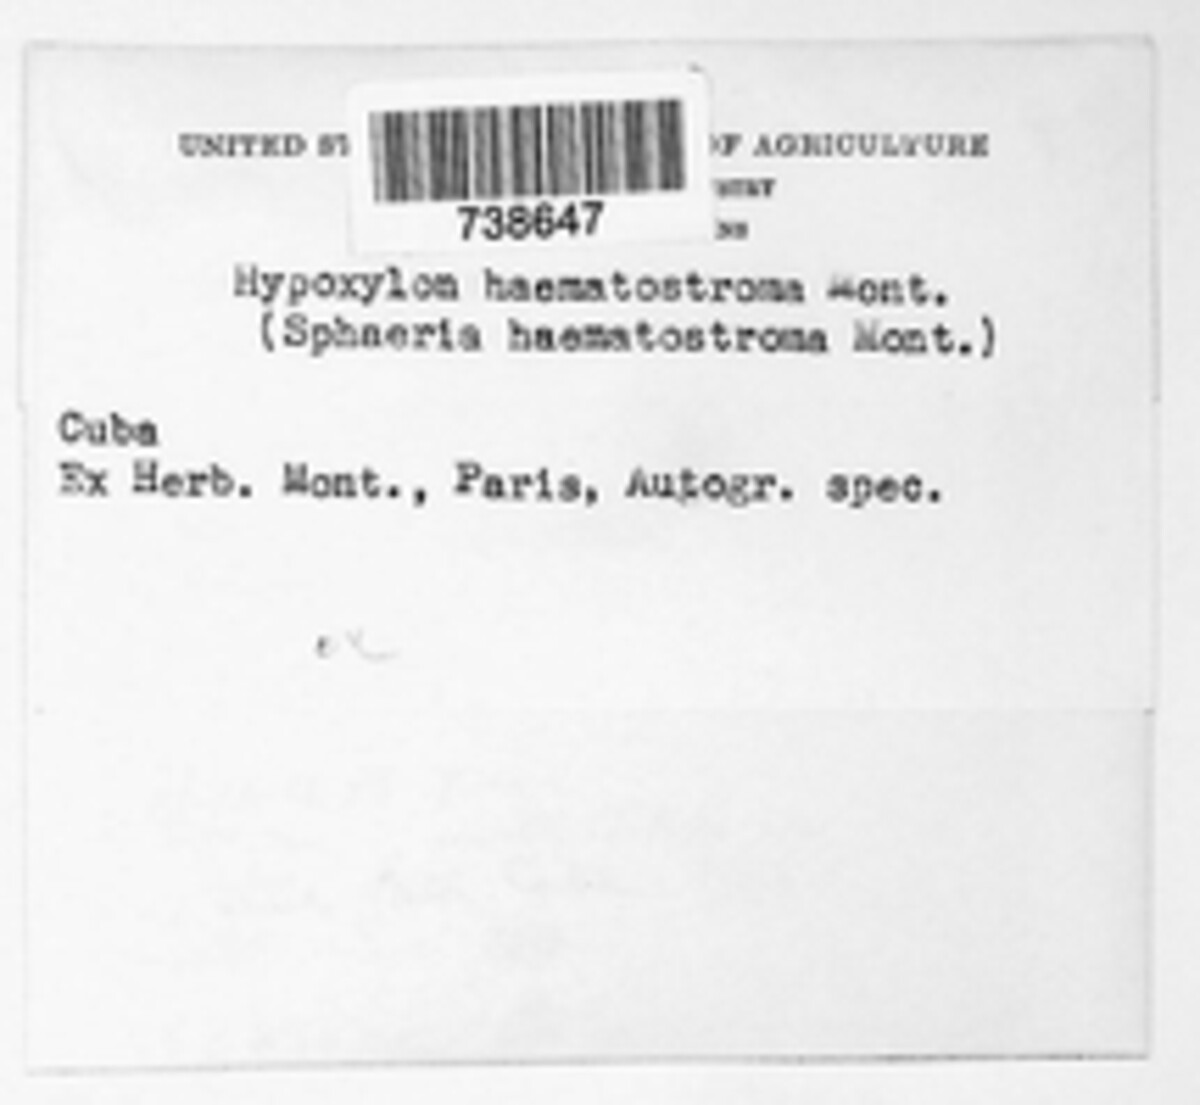 UNITED ST OF AGRICULTURE
738647
Hypoxylon haematostroma Mont.
(Sphaeria haematostroma Mont.)
Cuba
Ex Herb. Mont., Paris, Autogr. spec.